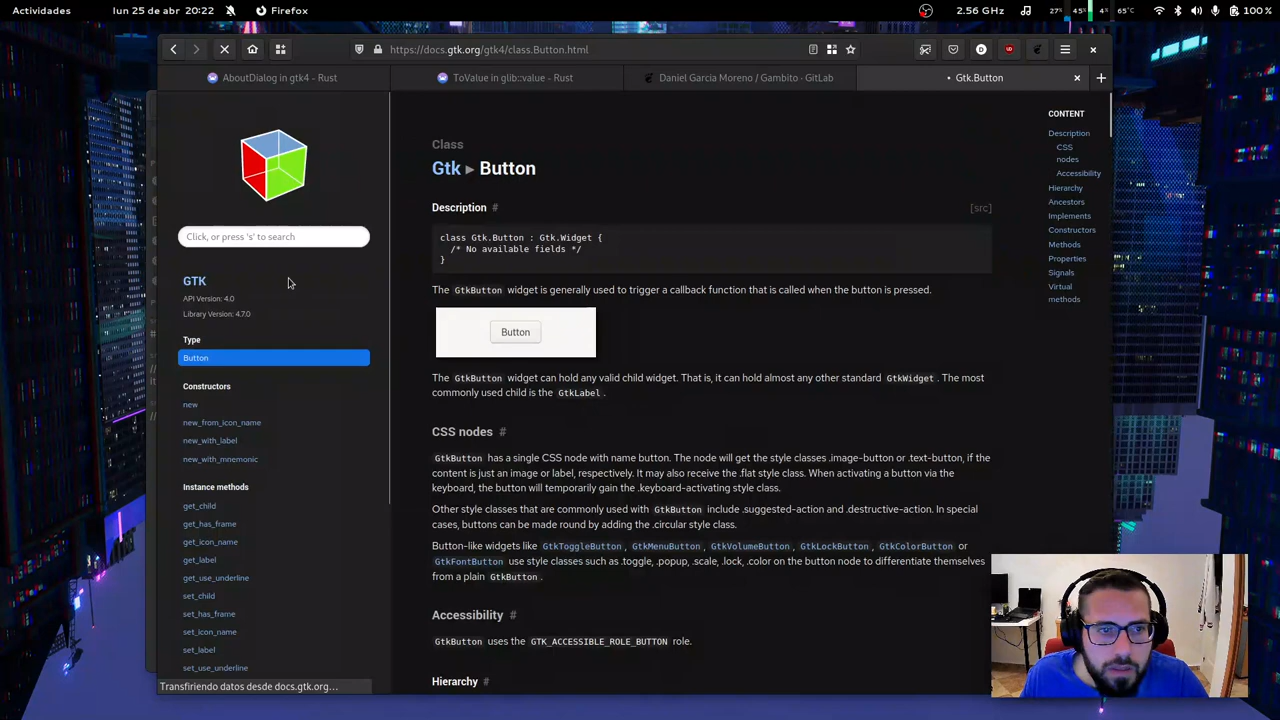 Actividades lun 25 de abr 20:22 Firefox 2.56 GHz 27% 45% 4% 65°C 100 %
https://docs.gtk.org/gtk4/class.Button.html
AboutDialog in gtk4 - Rust
ToValue in glib::value - Rust
Daniel Garcia Moreno / Gambito · GitLab
Gtk.Button
Click, or press 's' to search
GTK
API Version: 4.0
Library Version: 4.7.0
Type
Button
Constructors
new
new_from_icon_name
new_with_label
new_with_mnemonic
Instance methods
get_child
get_has_frame
get_icon_name
get_label
get_use_underline
set_child
set_has_frame
set_icon_name
set_label
set_use_underline
Transfiriendo datos desde docs.gtk.org…
Class
Gtk ▸ Button
Description # [src]
class Gtk.Button : Gtk.Widget {
/* No available fields */
}
The GtkButton widget is generally used to trigger a callback function that is called when the button is pressed.
Button
The GtkButton widget can hold any valid child widget. That is, it can hold almost any other standard GtkWidget. The most
commonly used child is the GtkLabel.
CSS nodes #
GtkButton has a single CSS node with name button. The node will get the style classes .image-button or .text-button, if the
content is just an image or label, respectively. It may also receive the .flat style class. When activating a button via the
keyboard, the button will temporarily gain the .keyboard-activating style class.
Other style classes that are commonly used with GtkButton include .suggested-action and .destructive-action. In special
cases, buttons can be made round by adding the .circular style class.
Button-like widgets like GtkToggleButton, GtkMenuButton, GtkVolumeButton, GtkLockButton, GtkColorButton or
GtkFontButton use style classes such as .toggle, .popup, .scale, .lock, .color on the button node to differentiate themselves
from a plain GtkButton.
Accessibility #
GtkButton uses the GTK_ACCESSIBLE_ROLE_BUTTON role.
Hierarchy #
CONTENT
Description
CSS
nodes
Accessibility
Hierarchy
Ancestors
Implements
Constructors
Methods
Properties
Signals
Virtual
methods